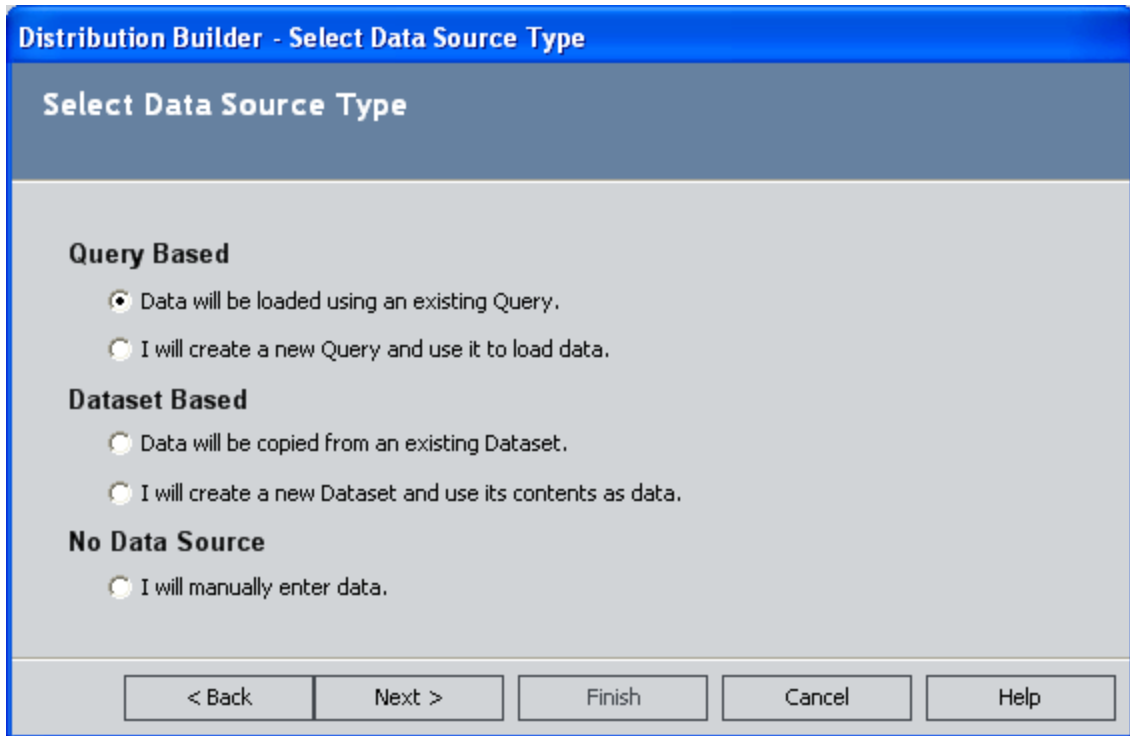 Distribution Builder - Select Data Source Type
Select Data Source Type
Query Based
Data will be loaded using an existing Query.
I will create a new Query and use it to load data.
Dataset Based
Data will be copied from an existing Dataset.
I will create a new Dataset and use its contents as data.
No Data Source
I will manually enter data.
< Back Next > Finish Cancel Help